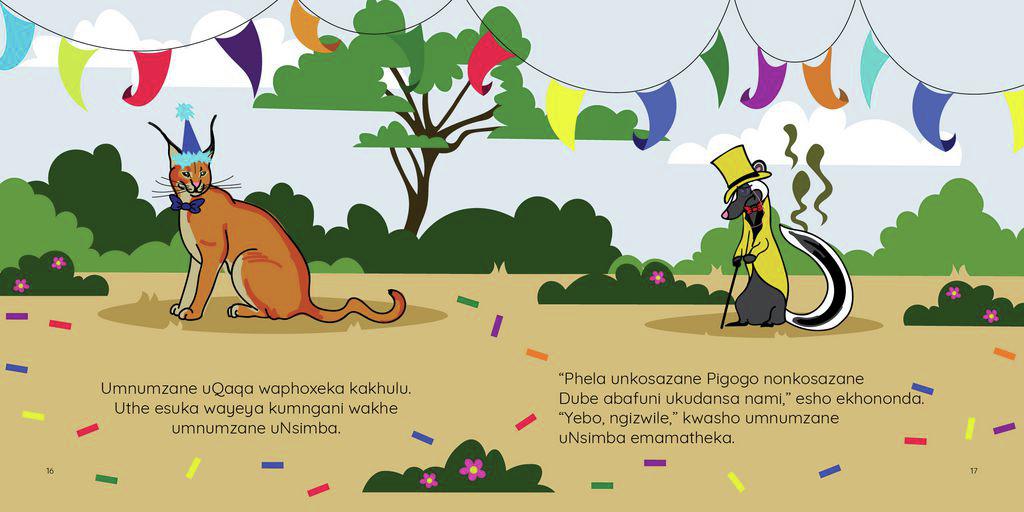 Umnumzane uQaqa waphoxeka kakhulu.
Uthe esuka wayeya kumngani wakhe
umnumzane uNsimba.
16
“Phela unkosazane Pigogo nonkosazane
Dube abafuni ukudansa nami,” esho ekhononda.
“Yebo, ngizwile,” kwasho umnumzane
uNsimba emamatheka.
17